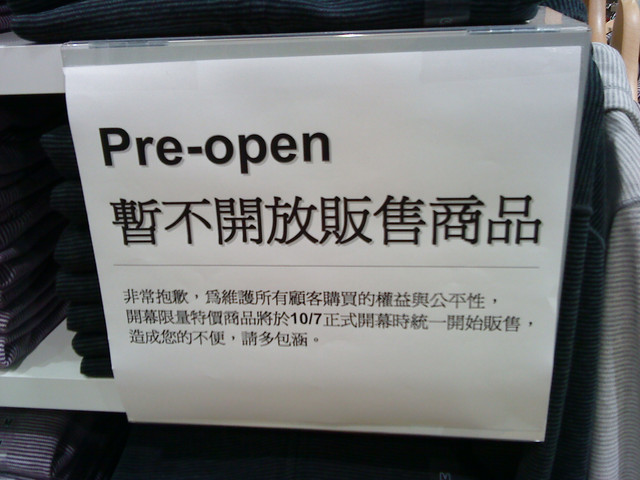 Pre-open
暫不開放販售商品
非常抱歉，為維護所有顧客購買的權益與公平性，
開幕限量特價商品將於10/7正式開幕時統一開始販售，
造成您的不便，請多包涵。